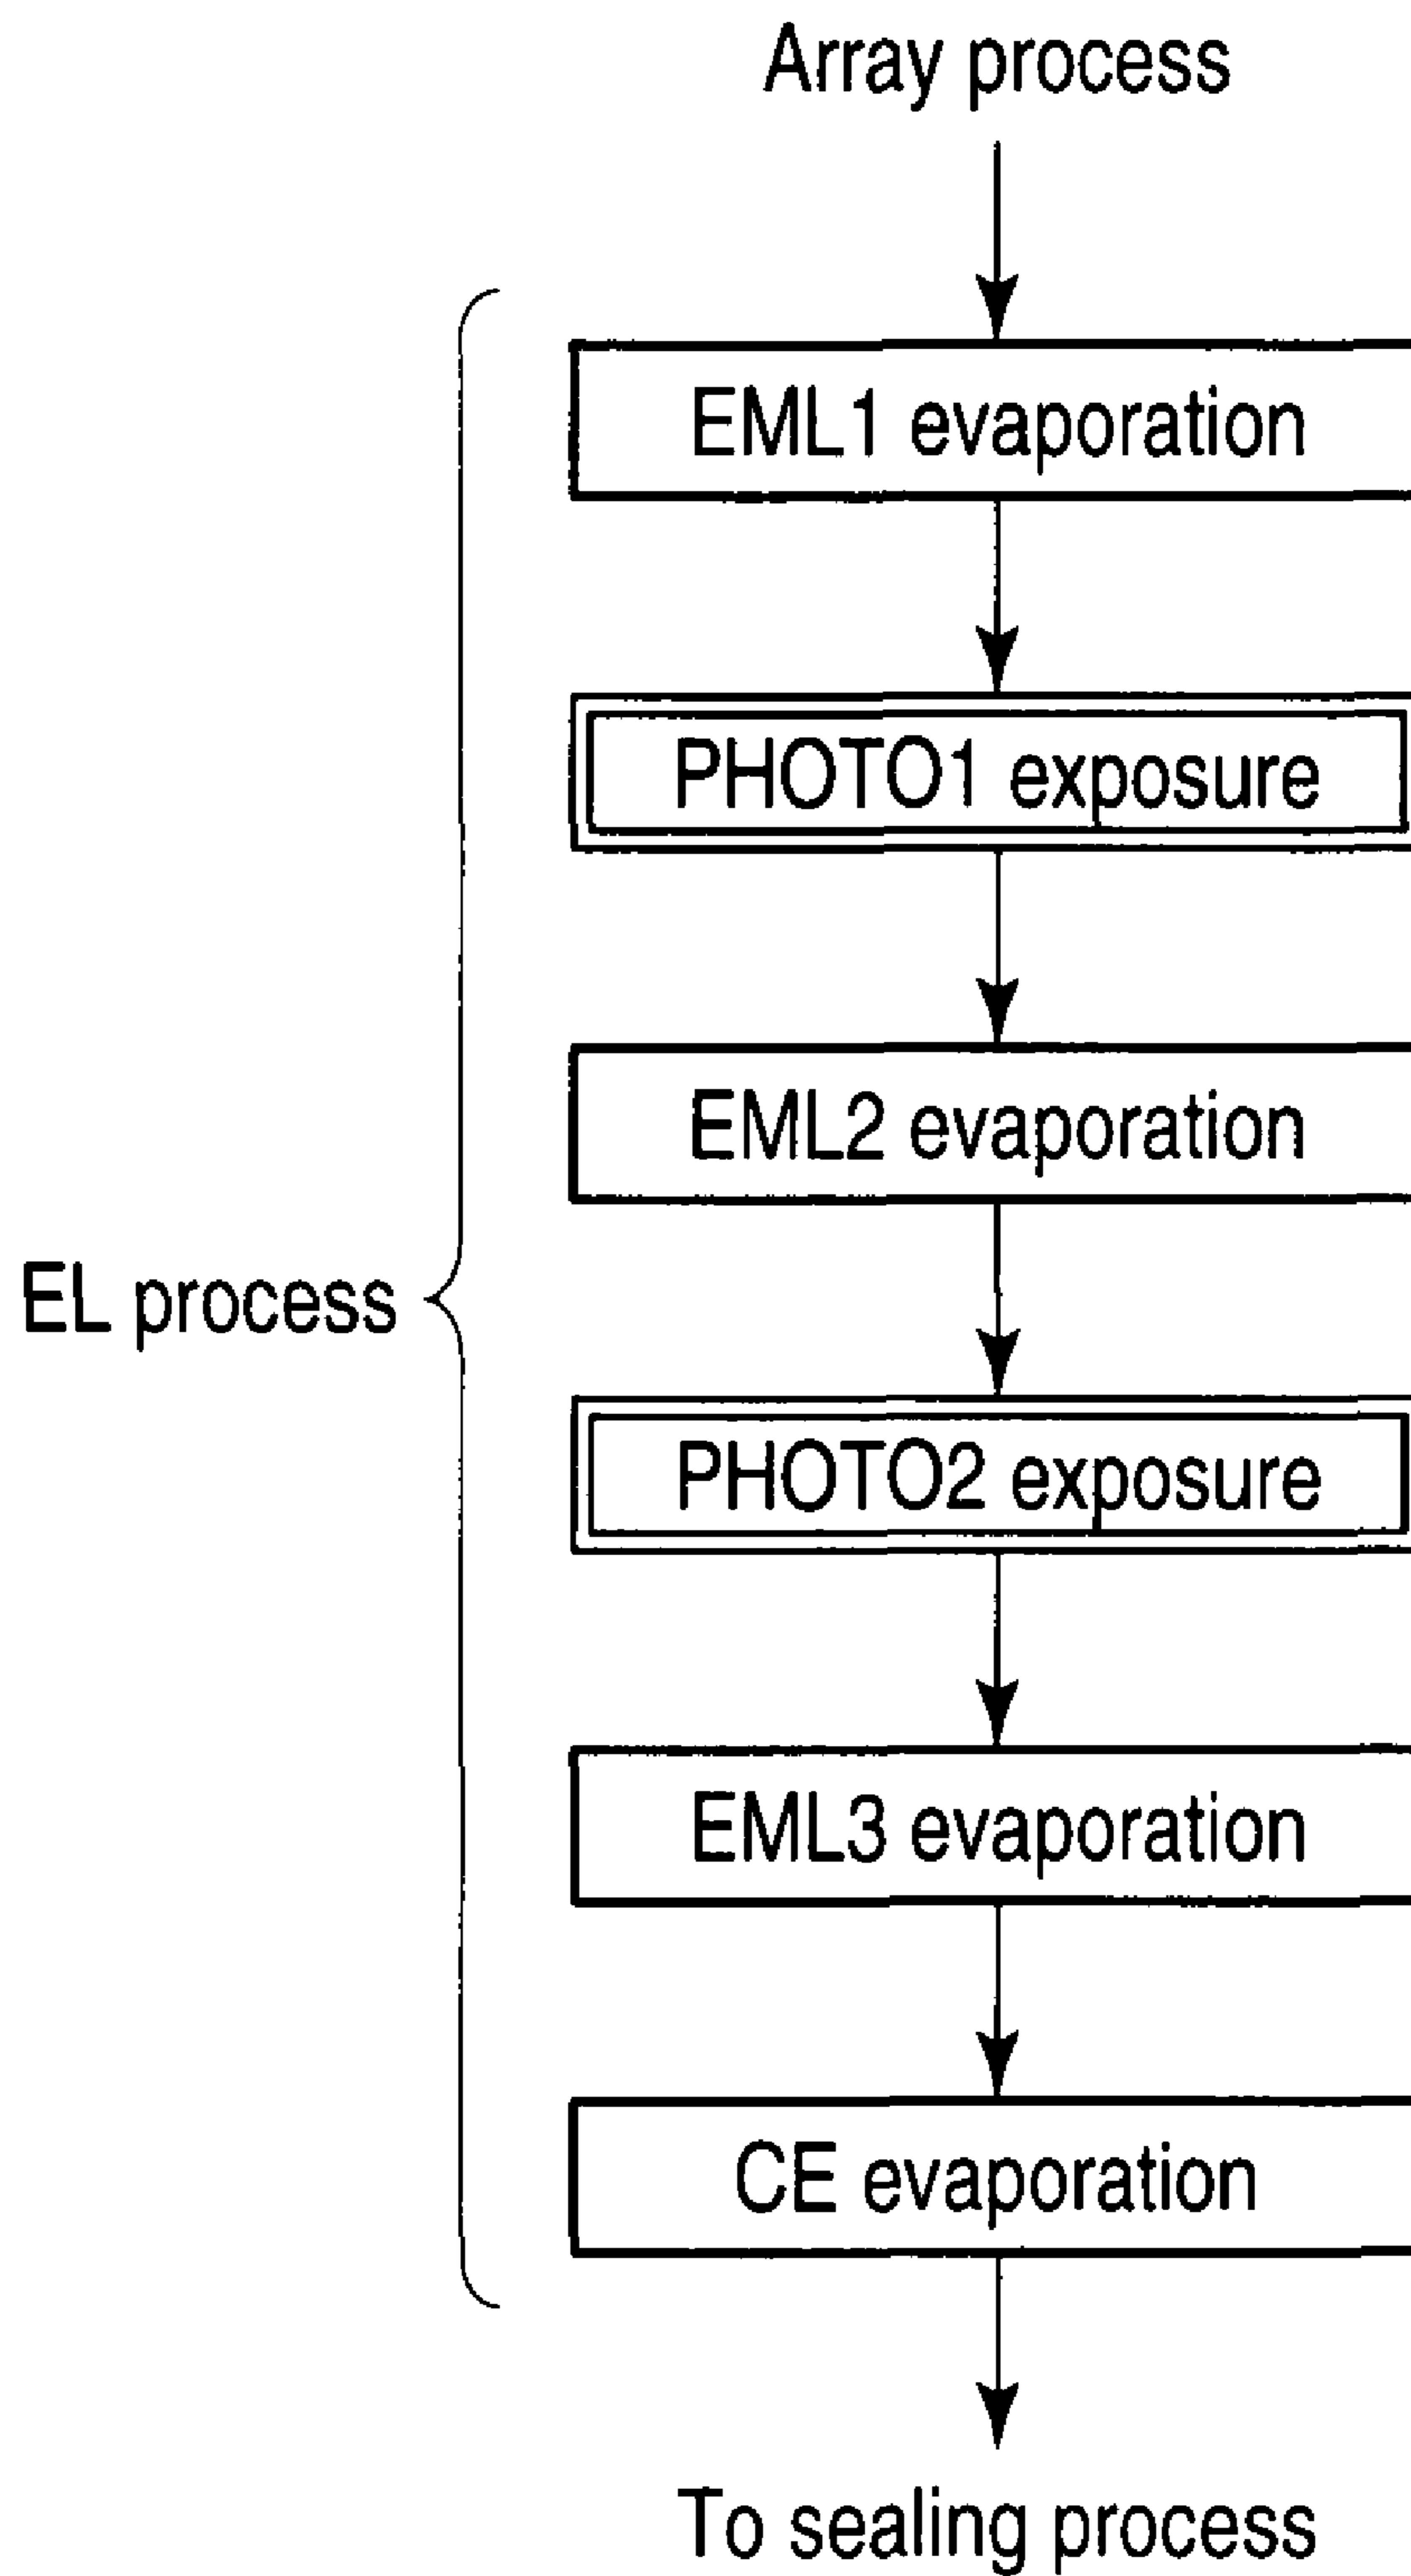 Array process
EML1 evaporation
PHOTO1 exposure
EML2 evaporation
EL process
PHOTO2 exposure
EML3 evaporation
CE evaporation
To sealing process